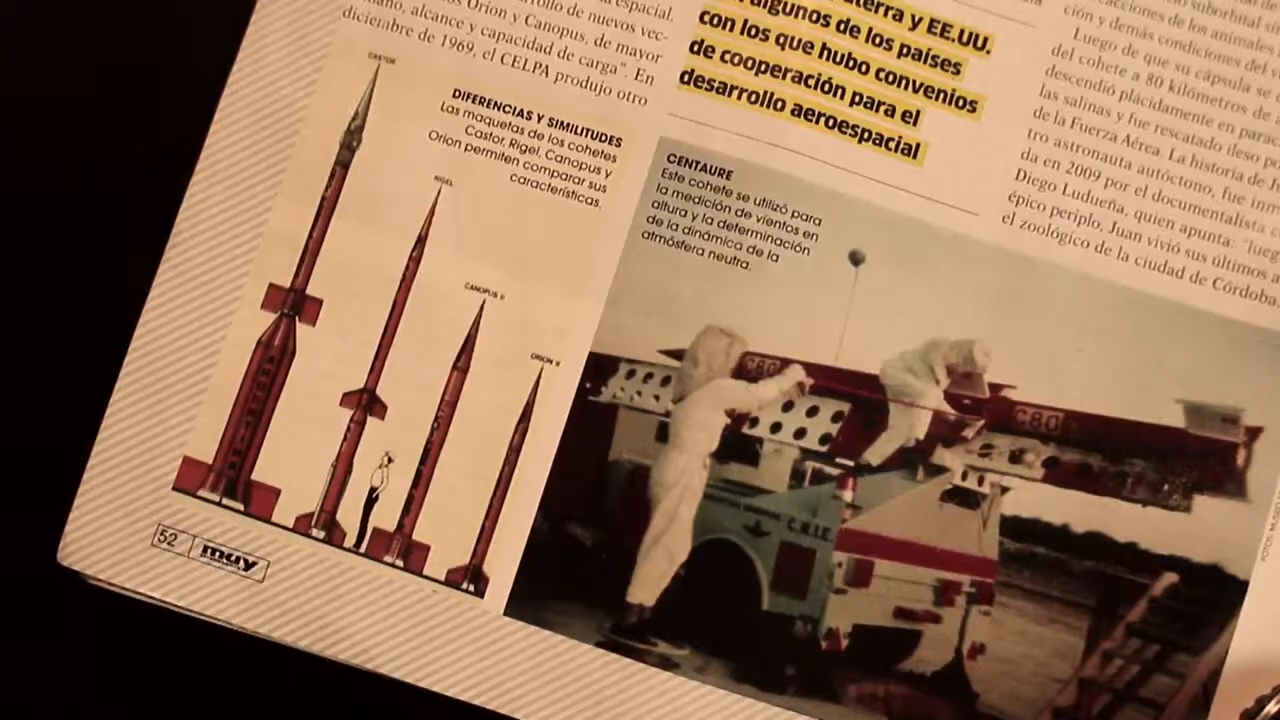 espacial.
rrollo de nuevos vec-
os Orion y Canopus, de mayor
alcance y capacidad de carga". En
diciembre de 1969, el CELPA produjo otro
CASTOR
DIFERENCIAS Y SIMILITUDES
Las maquetas de los cohetes
Castor, Rigel, Canopus y
Orion permiten comparar sus
características.
RIGEL
CANOPUS II
ORION II
52
muy
y EE.UU.
algunos de los países
con los que hubo convenios
de cooperación para el
desarrollo aeroespacial
CENTAURE
Este cohete se utilizó para
la medición de vientos en
altura y la determinación
de la dinámica de la
atmósfera neutra.
C80
C80
C.N.I.E.
suborbital
acciones de los animales
ción y demás condiciones del
Luego de que su cápsula se
del cohete a 80 kilómetros de
descendió plácidamente en
las salinas y fue rescatado ileso
de la Fuerza Aérea. La historia de
tro astronauta autóctono, fue
da en 2009 por el documentalista
Diego Ludueña, quien apunta:
épico periplo, Juan vivió sus últimos
el zoológico de la ciudad de Córdoba
FOTOS: